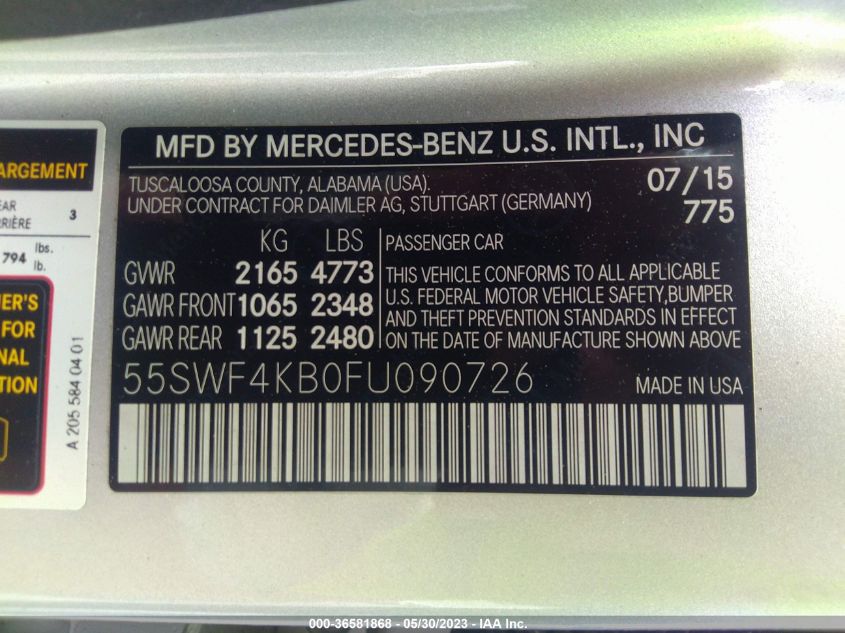 MFD BY MERCEDES-BENZ U.S. INTL., INC
TUSCALOOSA COUNTY, ALABAMA (USA).
UNDER CONTRACT FOR DAIMLER AG, STUTTGART (GERMANY)
07/15
775
KG LBS
GVWR 2165 4773
GAWR FRONT 1065 2348
GAWR REAR 1125 2480
PASSENGER CAR
THIS VEHICLE CONFORMS TO ALL APPLICABLE
U.S. FEDERAL MOTOR VEHICLE SAFETY, BUMPER
AND THEFT PREVENTION STANDARDS IN EFFECT
ON THE DATE OF MANUFACTURE SHOWN ABOVE
55SWF4KB0FU090726
MADE IN USA
ARGEMENT
EAR
RRIÈRE 3
794 lbs.
lb.
ER'S
FOR
NAL
ATION
A 205 584 04 01
000-36581868 - 05/30/2023 - IAA Inc.